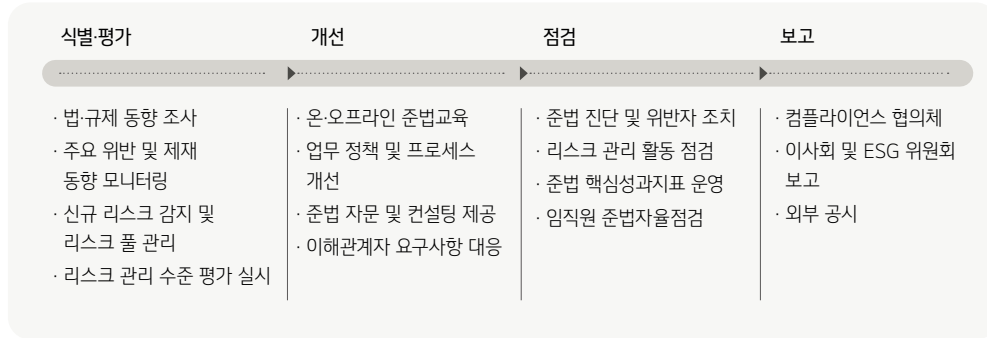 식별·평가
개선
점검
보고
· 법·규제 동향 조사
· 주요 위반 및 제재
동향 모니터링
· 신규 리스크 감지 및
리스크 풀 관리
· 리스크 관리 수준 평가 실시
· 온·오프라인 준법교육
· 업무 정책 및 프로세스
개선
· 준법 자문 및 컨설팅 제공
· 이해관계자 요구사항 대응
· 준법 진단 및 위반자 조치
· 리스크 관리 활동 점검
· 준법 핵심성과지표 운영
· 임직원 준법자율점검
· 컴플라이언스 협의체
· 이사회 및 ESG 위원회
보고
· 외부 공시